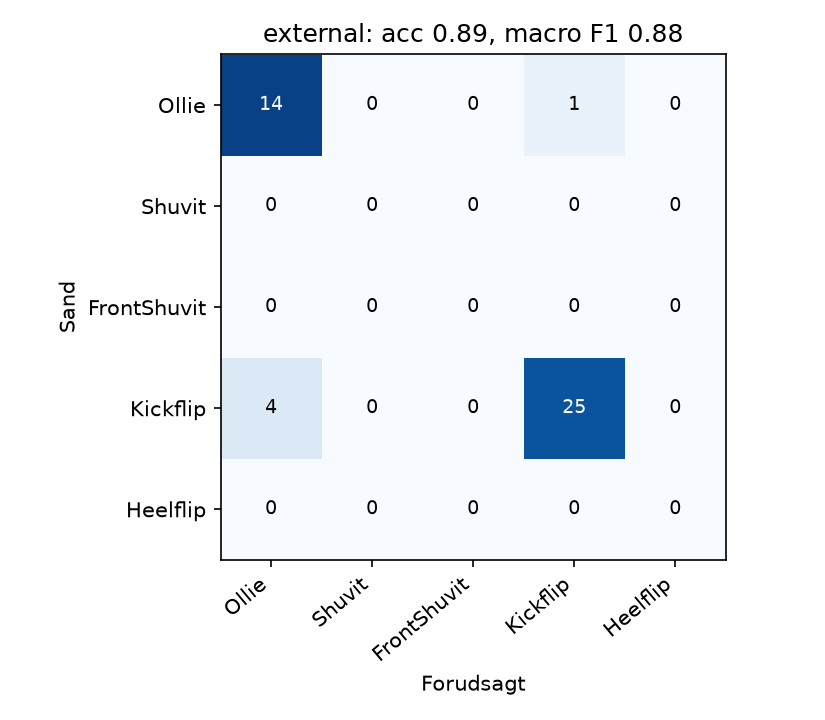 external: acc 0.89, macro F1 0.88
Ollie 14 0 0 1 0
Shuvit 0 0 0 0 0
FrontShuvit 0 0 0 0 0
Kickflip 4 0 0 25 0
Heelflip 0 0 0 0 0
Sand
Ollie Shuvit FrontShuvit Kickflip Heelflip
Forudsagt